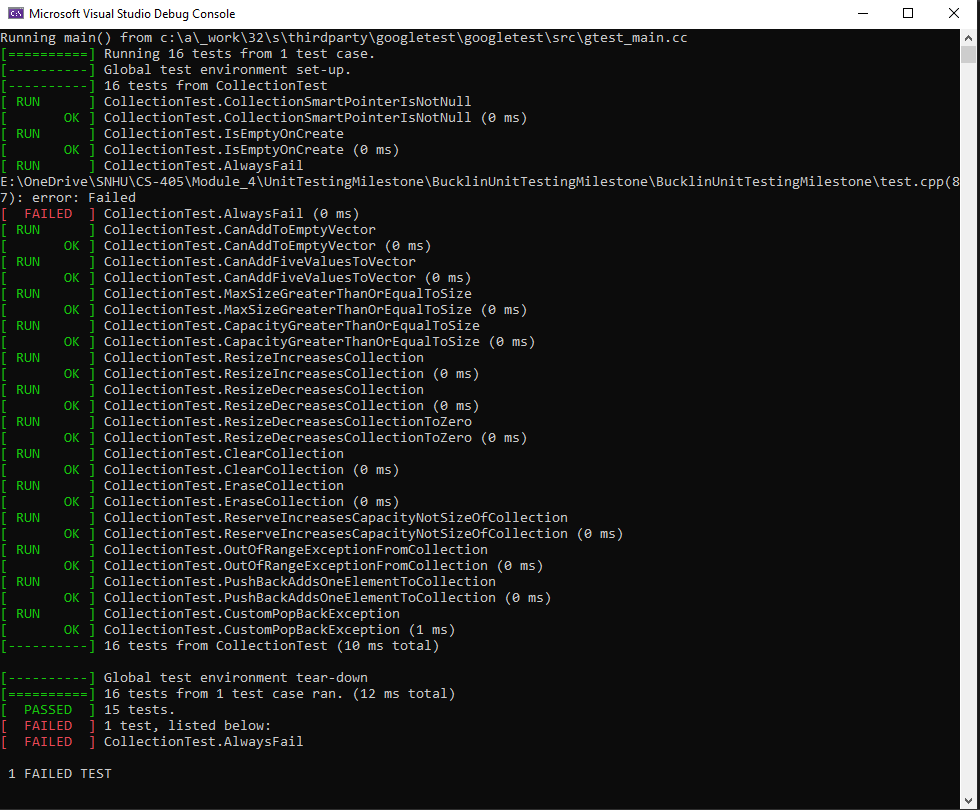 Microsoft Visual Studio Debug Console
Running main() from c:\a\_work\32\s\thirdparty\googletest\googletest\src\gtest_main.cc
[==========] Running 16 tests from 1 test case.
[----------] Global test environment set-up.
[----------] 16 tests from CollectionTest
[ RUN      ] CollectionTest.CollectionSmartPointerIsNotNull
[       OK ] CollectionTest.CollectionSmartPointerIsNotNull (0 ms)
[ RUN      ] CollectionTest.IsEmptyOnCreate
[       OK ] CollectionTest.IsEmptyOnCreate (0 ms)
[ RUN      ] CollectionTest.AlwaysFail
E:\OneDrive\SNHU\CS-405\Module_4\UnitTestingMilestone\BucklinUnitTestingMilestone\BucklinUnitTestingMilestone\test.cpp(8
7): error: Failed
[  FAILED  ] CollectionTest.AlwaysFail (0 ms)
[ RUN      ] CollectionTest.CanAddToEmptyVector
[       OK ] CollectionTest.CanAddToEmptyVector (0 ms)
[ RUN      ] CollectionTest.CanAddFiveValuesToVector
[       OK ] CollectionTest.CanAddFiveValuesToVector (0 ms)
[ RUN      ] CollectionTest.MaxSizeGreaterThanOrEqualToSize
[       OK ] CollectionTest.MaxSizeGreaterThanOrEqualToSize (0 ms)
[ RUN      ] CollectionTest.CapacityGreaterThanOrEqualToSize
[       OK ] CollectionTest.CapacityGreaterThanOrEqualToSize (0 ms)
[ RUN      ] CollectionTest.ResizeIncreasesCollection
[       OK ] CollectionTest.ResizeIncreasesCollection (0 ms)
[ RUN      ] CollectionTest.ResizeDecreasesCollection
[       OK ] CollectionTest.ResizeDecreasesCollection (0 ms)
[ RUN      ] CollectionTest.ResizeDecreasesCollectionToZero
[       OK ] CollectionTest.ResizeDecreasesCollectionToZero (0 ms)
[ RUN      ] CollectionTest.ClearCollection
[       OK ] CollectionTest.ClearCollection (0 ms)
[ RUN      ] CollectionTest.EraseCollection
[       OK ] CollectionTest.EraseCollection (0 ms)
[ RUN      ] CollectionTest.ReserveIncreasesCapacityNotSizeOfCollection
[       OK ] CollectionTest.ReserveIncreasesCapacityNotSizeOfCollection (0 ms)
[ RUN      ] CollectionTest.OutOfRangeExceptionFromCollection
[       OK ] CollectionTest.OutOfRangeExceptionFromCollection (0 ms)
[ RUN      ] CollectionTest.PushBackAddsOneElementToCollection
[       OK ] CollectionTest.PushBackAddsOneElementToCollection (0 ms)
[ RUN      ] CollectionTest.CustomPopBackException
[       OK ] CollectionTest.CustomPopBackException (1 ms)
[----------] 16 tests from CollectionTest (10 ms total)
[----------] Global test environment tear-down
[==========] 16 tests from 1 test case ran. (12 ms total)
[  PASSED  ] 15 tests.
[  FAILED  ] 1 test, listed below:
[  FAILED  ] CollectionTest.AlwaysFail
1 FAILED TEST